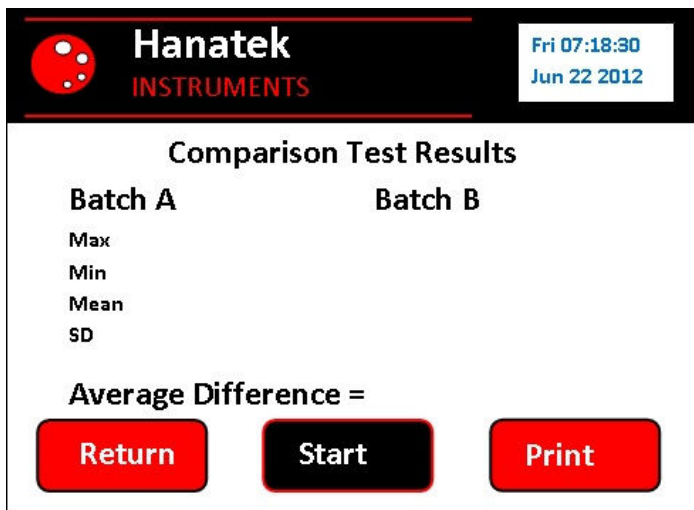 Hanatek
INSTRUMENTS
Fri 07:18:30
Jun 22 2012
Comparison Test Results
Batch A Batch B
Max
Min
Mean
SD
Average Difference =
Return Start Print